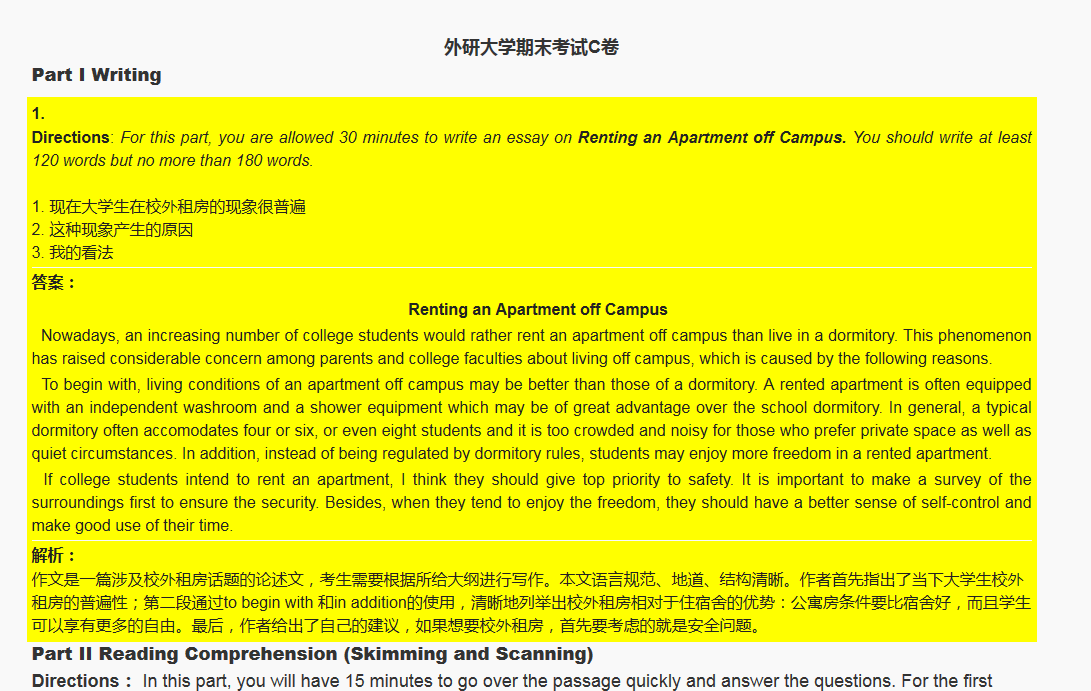 外研大学期末考试C卷
Part I Writing
1.
Directions: For this part, you are allowed 30 minutes to write an essay on Renting an Apartment off Campus. You should write at least
120 words but no more than 180 words.
1. 现在大学生在校外租房的现象很普遍
2. 这种现象产生的原因
3. 我的看法
答案：
Renting an Apartment off Campus
Nowadays, an increasing number of college students would rather rent an apartment off campus than live in a dormitory. This phenomenon
has raised considerable concern among parents and college faculties about living off campus, which is caused by the following reasons.
To begin with, living conditions of an apartment off campus may be better than those of a dormitory. A rented apartment is often equipped
with an independent washroom and a shower equipment which may be of great advantage over the school dormitory. In general, a typical
dormitory often accomodates four or six, or even eight students and it is too crowded and noisy for those who prefer private space as well as
quiet circumstances. In addition, instead of being regulated by dormitory rules, students may enjoy more freedom in a rented apartment.
If college students intend to rent an apartment, I think they should give top priority to safety. It is important to make a survey of the
surroundings first to ensure the security. Besides, when they tend to enjoy the freedom, they should have a better sense of self-control and
make good use of their time.
解析：
作文是一篇涉及校外租房话题的论述文，考生需要根据所给大纲进行写作。本文语言规范、地道、结构清晰。作者首先指出了当下大学生校外
租房的普遍性；第二段通过to begin with 和in addition的使用，清晰地列举出校外租房相对于住宿舍的优势：公寓房条件要比宿舍好，而且学生
可以享有更多的自由。最后，作者给出了自己的建议，如果想要校外租房，首先要考虑的就是安全问题。
Part II Reading Comprehension (Skimming and Scanning)
Directions： In this part, you will have 15 minutes to go over the passage quickly and answer the questions. For the first